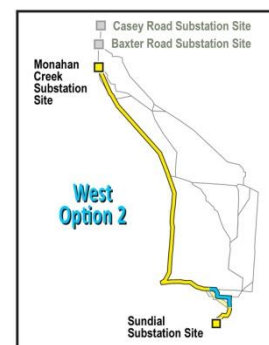 Casey Road Substation Site
Baxter Road Substation Site
Monahan
Creek
Substation
Site
West
Option 2
Sundial
Substation Site